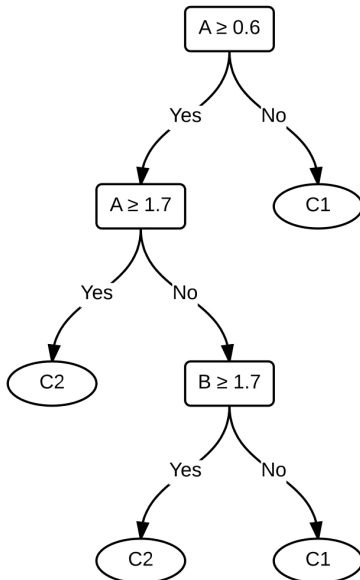 A ≥ 0.6
Yes
No
A ≥ 1.7
C1
Yes
No
C2
B ≥ 1.7
Yes
No
C2
C1